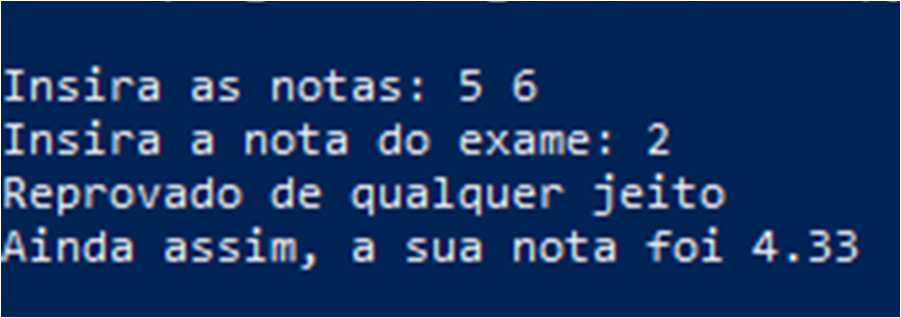 Insira as notas: 5 6
Insira a nota do exame: 2
Reprovado de qualquer jeito
Ainda assim, a sua nota foi 4.33